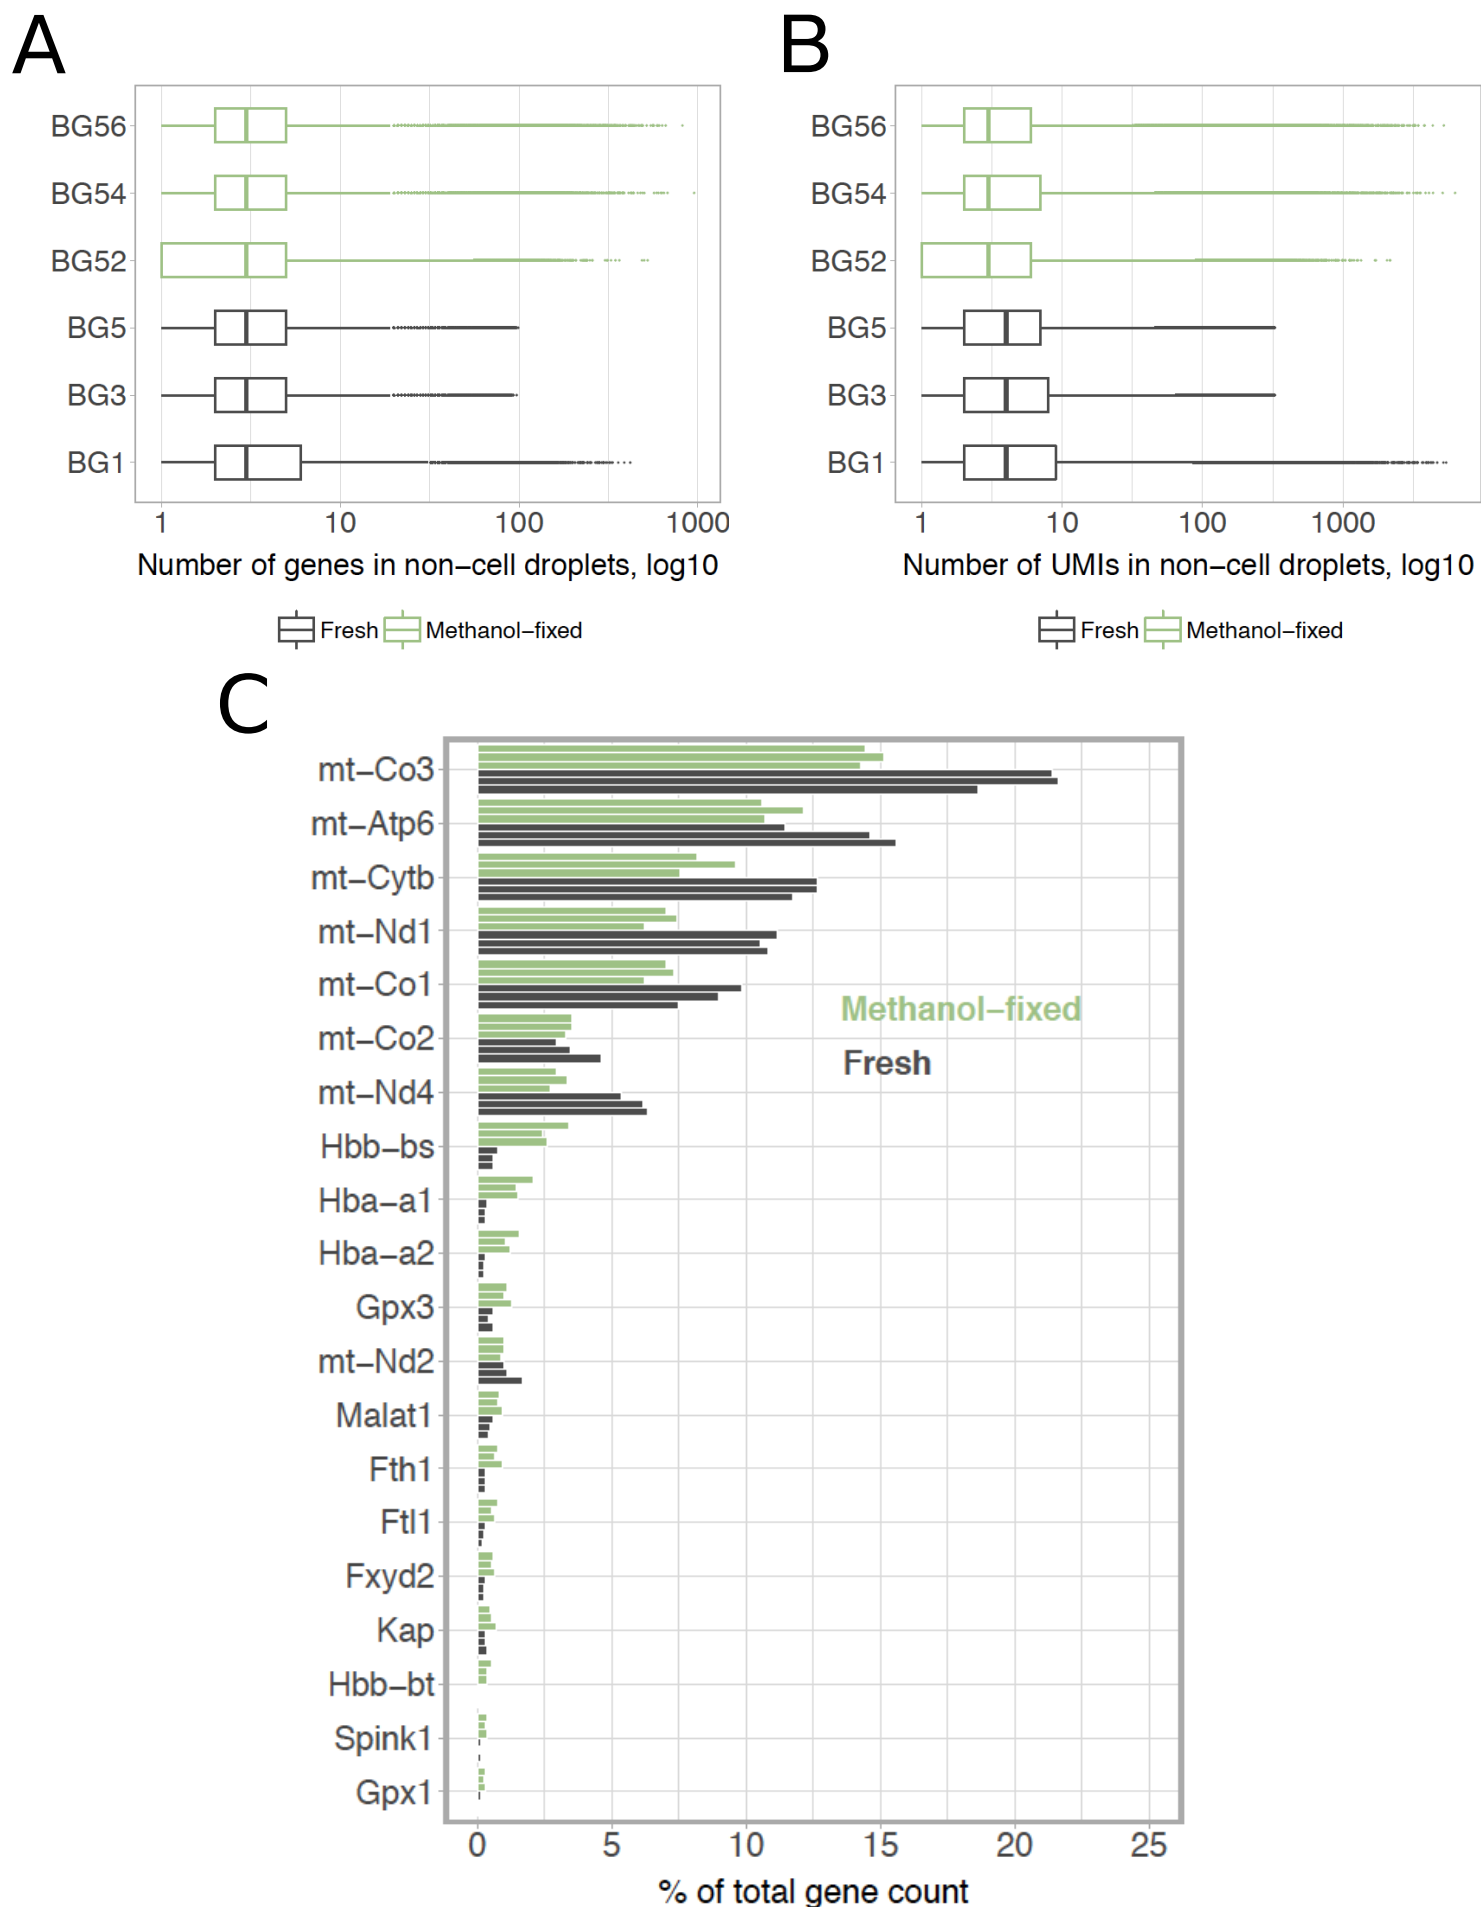 A
BG56
BG54
BG52
BG5
BG3
BG1
1 10 100 1000
Number of genes in non−cell droplets, log10
Fresh Methanol−fixed
B
BG56
BG54
BG52
BG5
BG3
BG1
1 10 100 1000
Number of UMIs in non−cell droplets, log10
Fresh Methanol−fixed
C
mt−Co3
mt−Atp6
mt−Cytb
mt−Nd1
mt−Co1
mt−Co2
mt−Nd4
Hbb−bs
Hba−a1
Hba−a2
Gpx3
mt−Nd2
Malat1
Fth1
Ftl1
Fxyd2
Kap
Hbb−bt
Spink1
Gpx1
Methanol−fixed
Fresh
0 5 10 15 20 25
% of total gene count